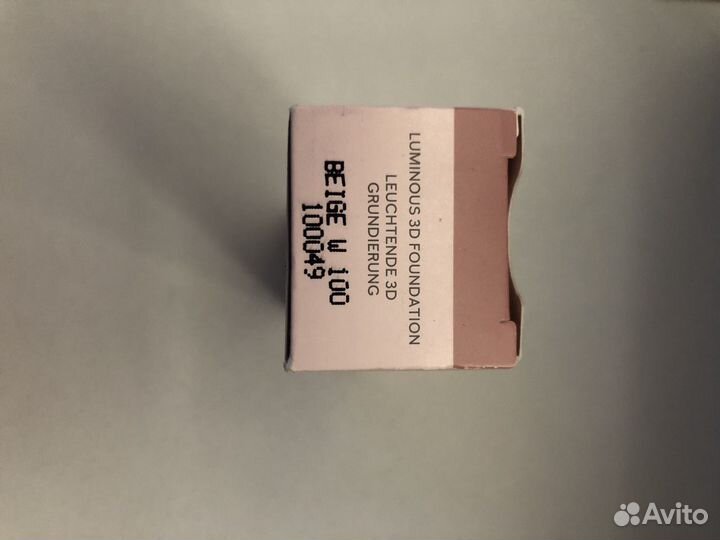 LUMINOUS 3D FOUNDATION
LEUCHTENDE 3D
GRUNDIERUNG
BEIGE W 100
100049
Avito